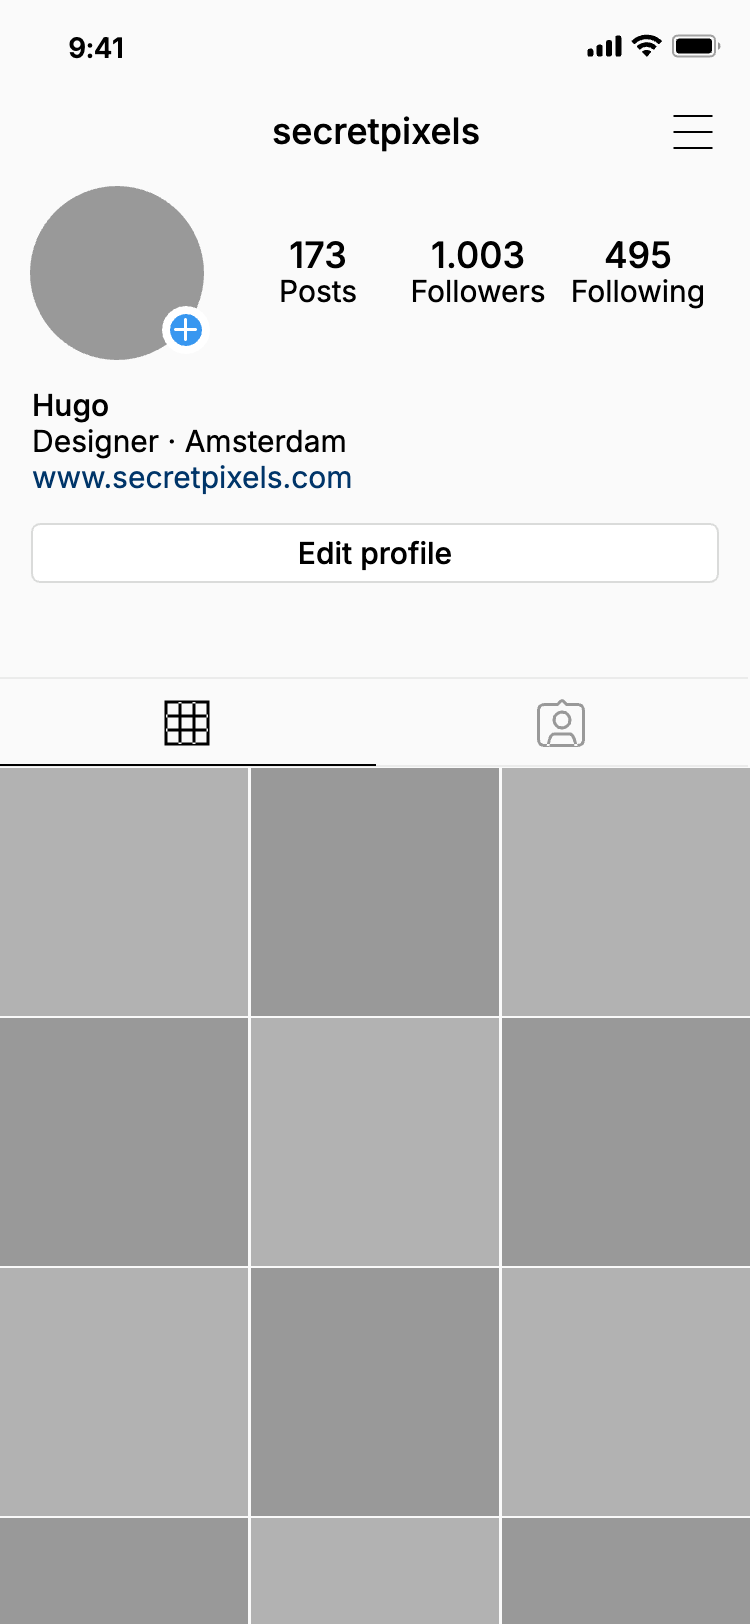 9:41
secretpixels
173 1.003 495
Posts Followers Following
Hugo
Designer · Amsterdam
www.secretpixels.com
Edit profile